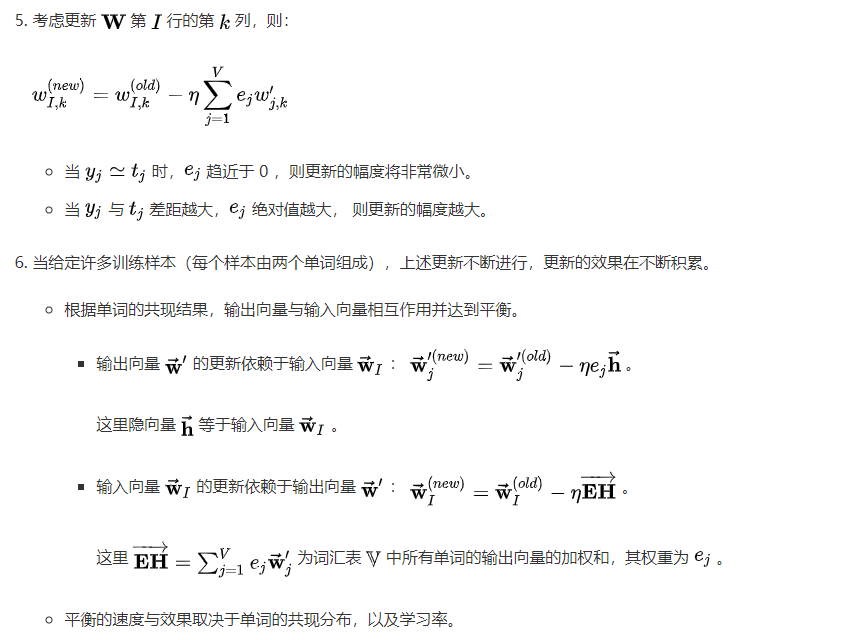 5. 考虑更新 $\mathbf{W}$ 第 $I$ 行的第 $k$ 列，则：
$w_{I,k}^{(new)} = w_{I,k}^{(old)} - \eta \sum_{j=1}^{V} e_j w'_{j,k}$
○ 当 $y_j \simeq t_j$ 时，$e_j$ 趋近于 0 ，则更新的幅度将非常微小。
○ 当 $y_j$ 与 $t_j$ 差距越大，$e_j$ 绝对值越大， 则更新的幅度越大。
6. 当给定许多训练样本（每个样本由两个单词组成），上述更新不断进行，更新的效果在不断积累。
○ 根据单词的共现结果，输出向量与输入向量相互作用并达到平衡。
■ 输出向量 $\vec{\mathbf{w}}'$ 的更新依赖于输入向量 $\vec{\mathbf{w}}_I$ ： $\vec{\mathbf{w}}_j^{\prime(new)} = \vec{\mathbf{w}}_j^{\prime(old)} - \eta e_j \vec{\mathbf{h}}$ 。
这里隐向量 $\vec{\mathbf{h}}$ 等于输入向量 $\vec{\mathbf{w}}_I$ 。
■ 输入向量 $\vec{\mathbf{w}}_I$ 的更新依赖于输出向量 $\vec{\mathbf{w}}'$ ： $\vec{\mathbf{w}}_I^{(new)} = \vec{\mathbf{w}}_I^{(old)} - \eta \overrightarrow{\mathbf{EH}}$ 。
这里 $\overrightarrow{\mathbf{EH}} = \sum_{j=1}^{V} e_j \vec{\mathbf{w}}'_j$ 为词汇表 $\mathbb{V}$ 中所有单词的输出向量的加权和，其权重为 $e_j$ 。
○ 平衡的速度与效果取决于单词的共现分布，以及学习率。